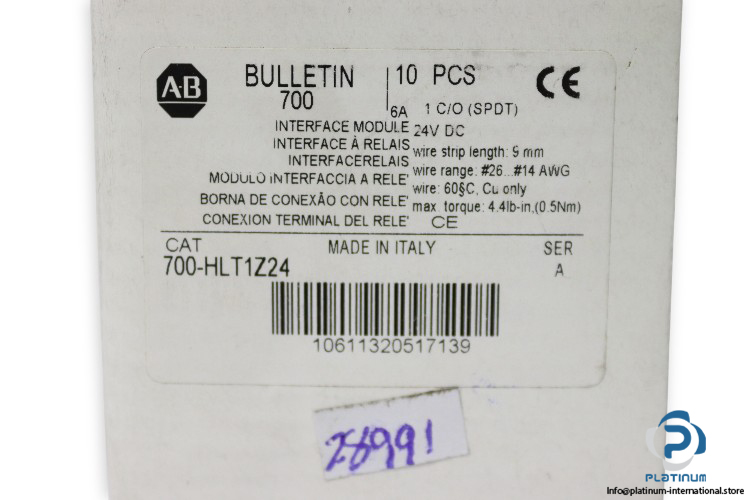 A-B
BULLETIN
700
10 PCS
6A 1 C/O (SPDT)
24V DC
INTERFACE MODULE
INTERFACE À RELAIS
INTERFACERELAIS
MODULO INTERFACCIA A RELE'
BORNA DE CONEXÃO CON RELE'
CONEXION TERMINAL DEL RELE'
wire strip length: 9 mm
wire range: #26...#14 AWG
wire: 60§C, Cu only
max. torque: 4.4lb-in,(0.5Nm)
CE
CE
CAT
700-HLT1Z24
MADE IN ITALY
SER
A
10611320517139
28991
PLATINUM
Info@platinum-international.store